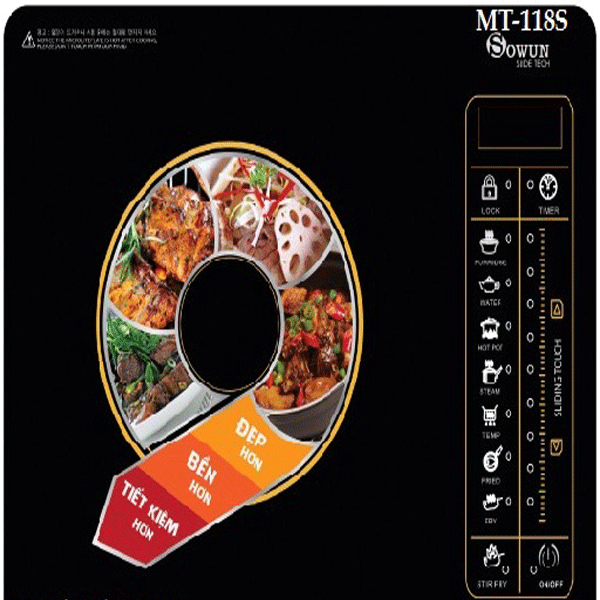 MT-118S
SOWUN
SLIDE TECH
LOCK
TIMER
WATER
HOT POT
STEAM
TEMP
FRIED
FRY
STIR FRY
ON/OFF
SLIDING TOUCH
ĐẸP
HƠN
BỀN
HƠN
TIẾT KIỆM
HƠN